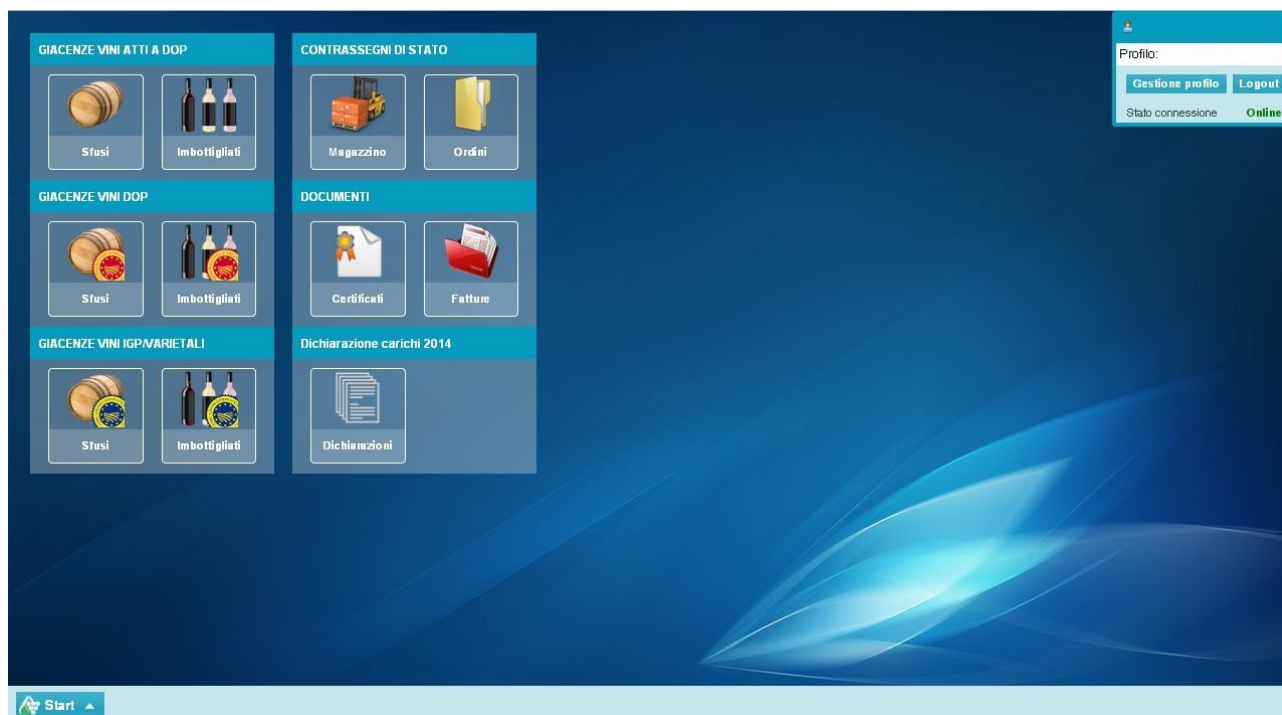 GIACENZE VINI ATTI A DOP
Sfusi
Imbottigliati
GIACENZE VINI DOP
Sfusi
Imbottigliati
GIACENZE VINI IGP/VARIETALI
Sfusi
Imbottigliati
CONTRASSEGNI DI STATO
Magazzino
Ordini
DOCUMENTI
Certificati
Fatture
Dichiarazione carichi 2014
Dichiarazioni
Profilo:
Gestione profilo Logout
Stato connessione Online
Start